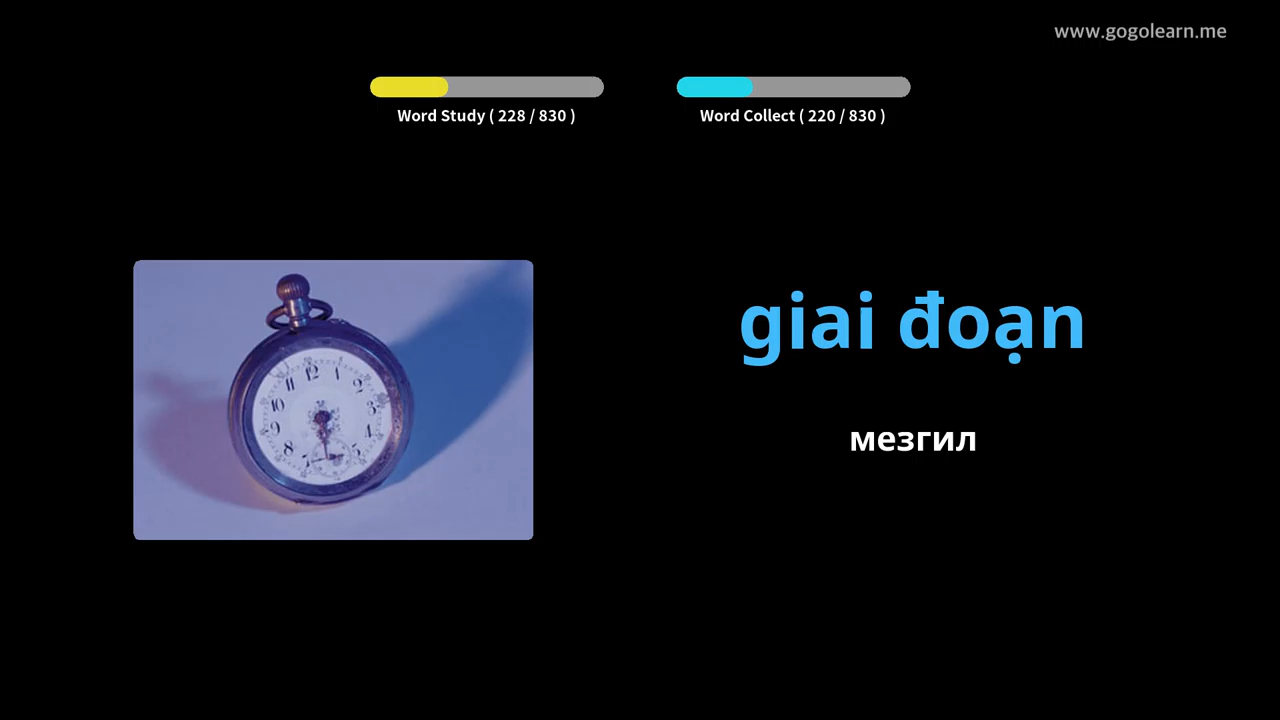 www.gogolearn.me
Word Study ( 228 / 830 )
Word Collect ( 220 / 830 )
giai đoạn
мезгил